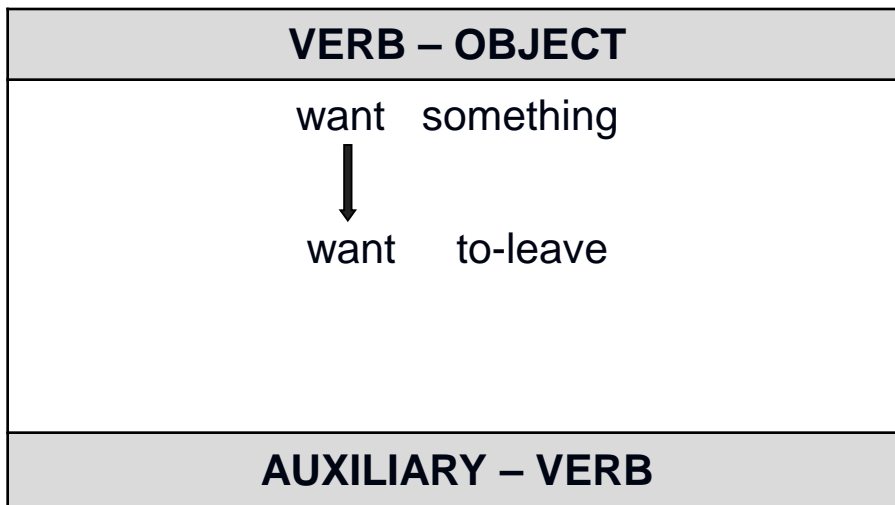 VERB – OBJECT
want something
want to-leave
AUXILIARY – VERB